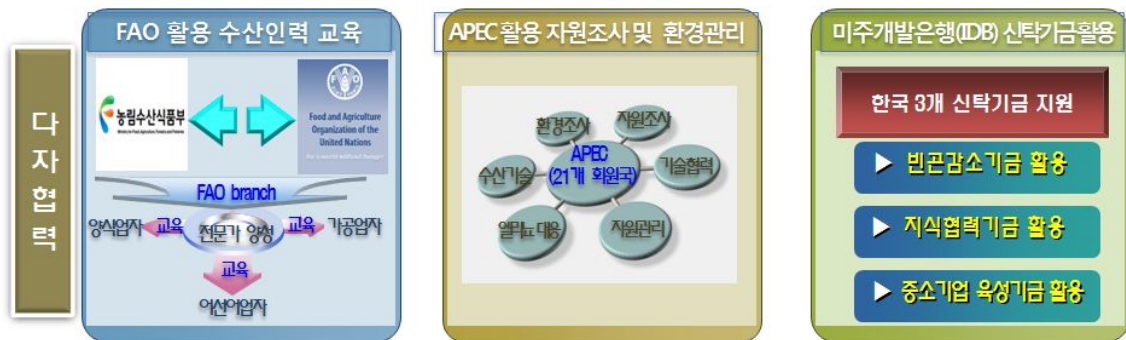 다자협력
FAO 활용 수산인력 교육
농림수산식품부
Food and Agriculture
Organization of the
United Nations
FAO branch
양식업자
교육
전문가 양성
교육
가공업자
교육
어선어업자
APEC 활용 자원조사 및 환경관리
환경조사
자원조사
수산기술
APEC
(21개 회원국)
기술협력
엘니뇨 대응
자원관리
미주개발은행(IDB) 신탁기금활용
한국 3개 신탁기금 지원
▶ 빈곤감소기금 활용
▶ 지식협력기금 활용
▶ 중소기업 육성기금 활용